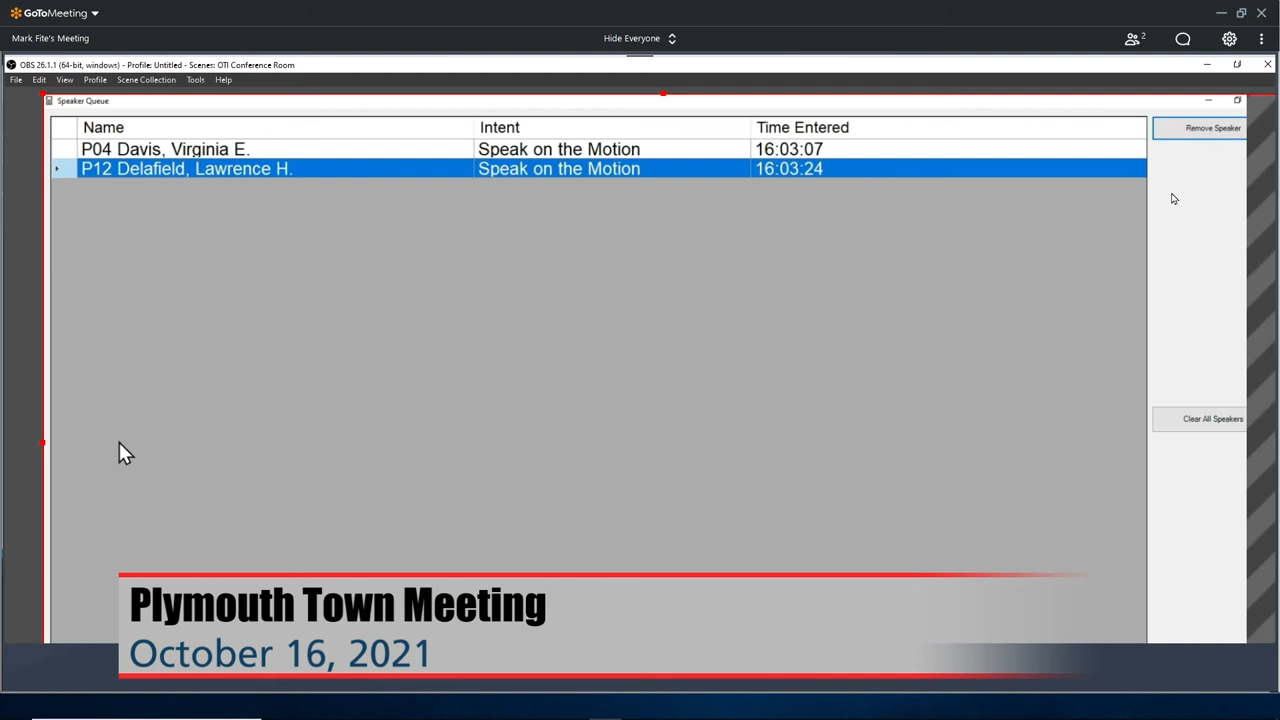 GoToMeeting
Mark Fite's Meeting
Hide Everyone
2
OBS 26.1.1 (64-bit, windows) - Profile: Untitled - Scenes: OTI Conference Room
File Edit View Profile Scene Collection Tools Help
Speaker Queue
Name Intent Time Entered
Remove Speaker
P04 Davis, Virginia E. Speak on the Motion 16:03:07
P12 Delafield, Lawrence H. Speak on the Motion 16:03:24
Clear All Speakers
Plymouth Town Meeting
October 16, 2021